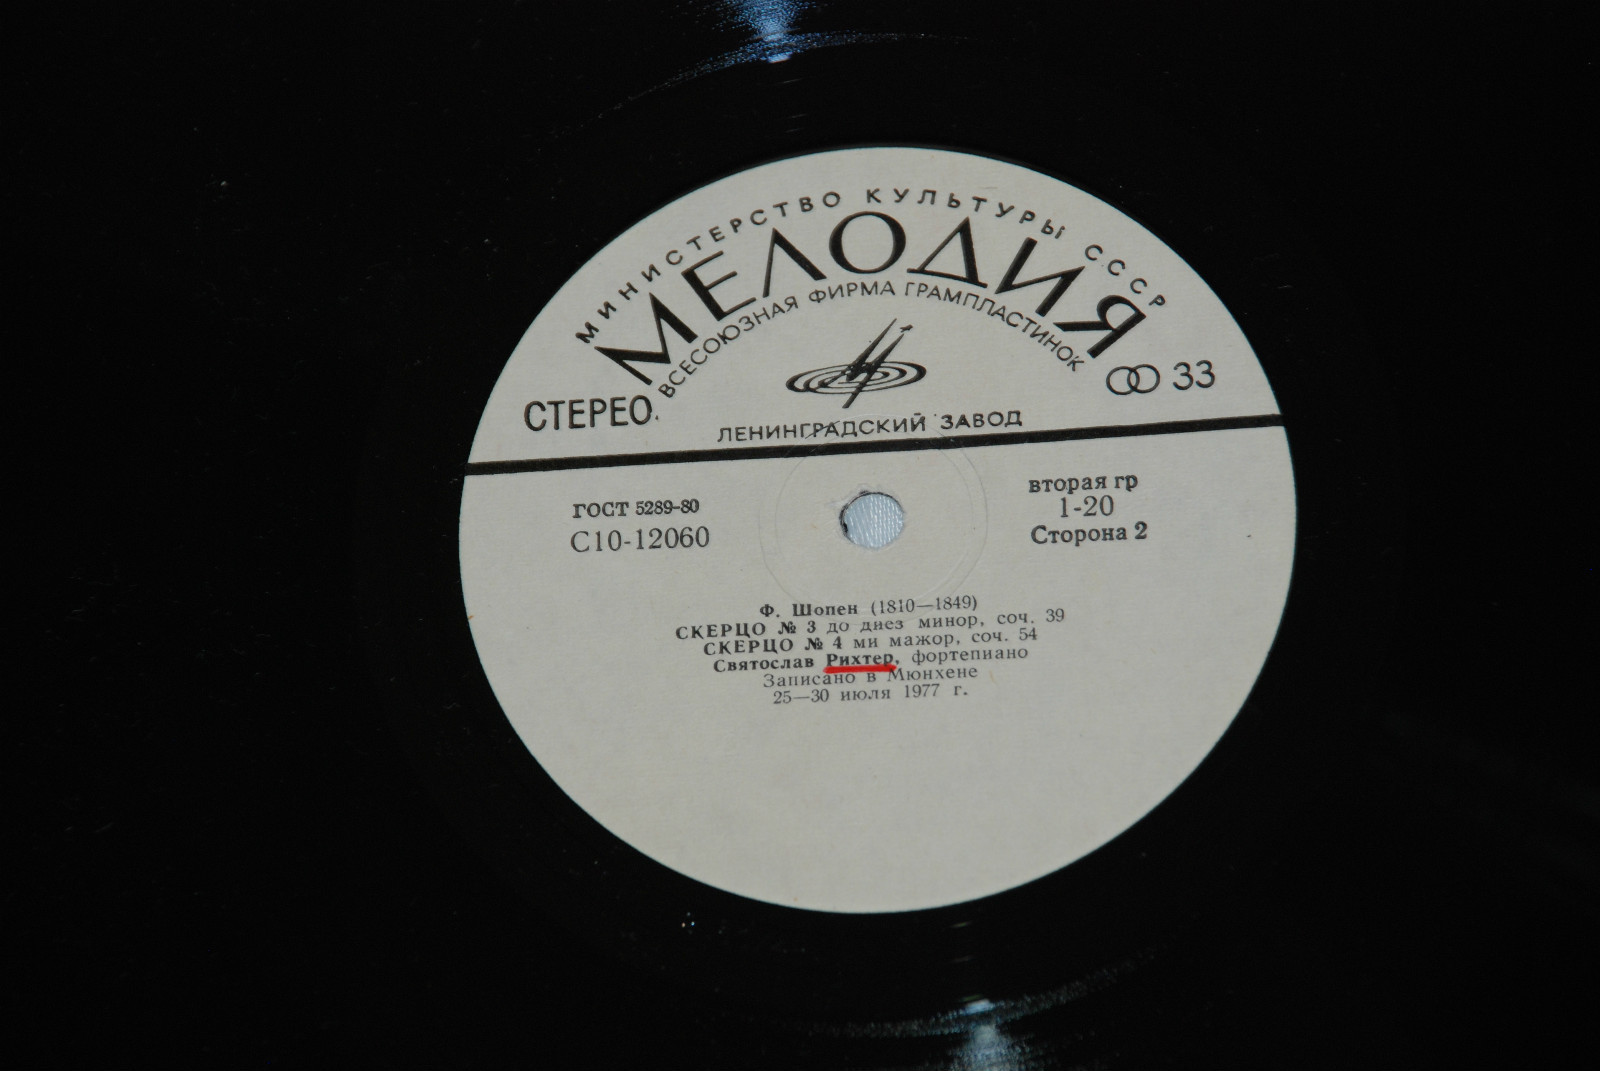 МИНИСТЕРСТВО КУЛЬТУРЫ СССР
МЕЛОДИЯ
ВСЕСОЮЗНАЯ ФИРМА ГРАМПЛАСТИНОК
СТЕРЕО
33
ЛЕНИНГРАДСКИЙ ЗАВОД
ГОСТ 5289-80
С10-12060
вторая гр
1-20
Сторона 2
Ф. Шопен (1810—1849)
СКЕРЦО № 3 до диез минор, соч. 39
СКЕРЦО № 4 ми мажор, соч. 54
Святослав Рихтер, фортепиано
Записано в Мюнхене
25—30 июля 1977 г.